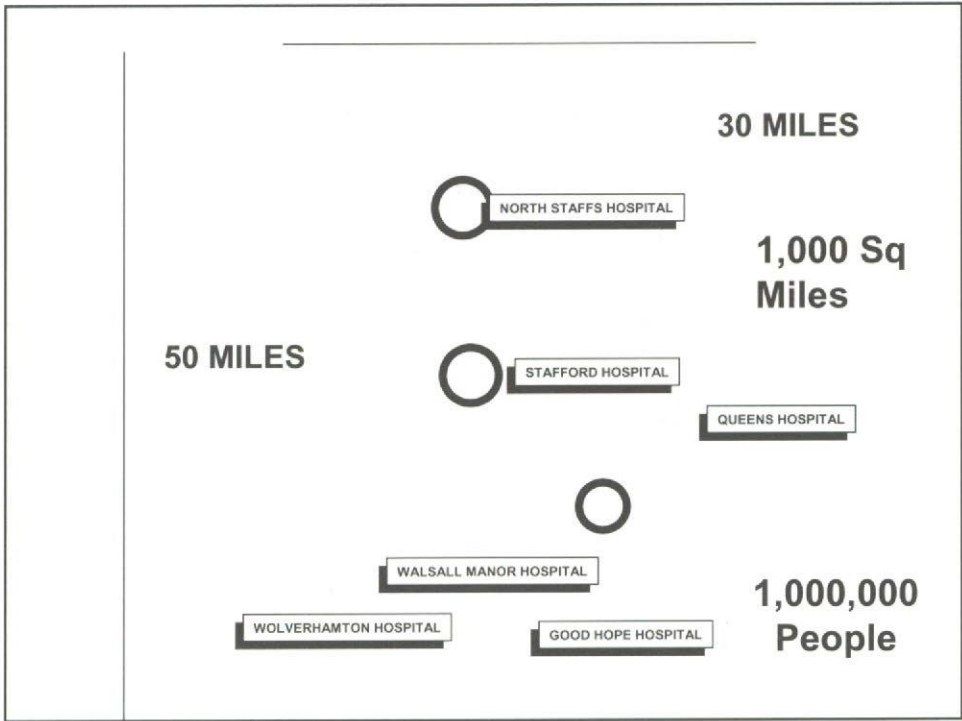 30 MILES
NORTH STAFFS HOSPITAL
1,000 Sq
Miles
50 MILES
STAFFORD HOSPITAL
QUEENS HOSPITAL
WALSALL MANOR HOSPITAL
1,000,000
People
WOLVERHAMTON HOSPITAL
GOOD HOPE HOSPITAL